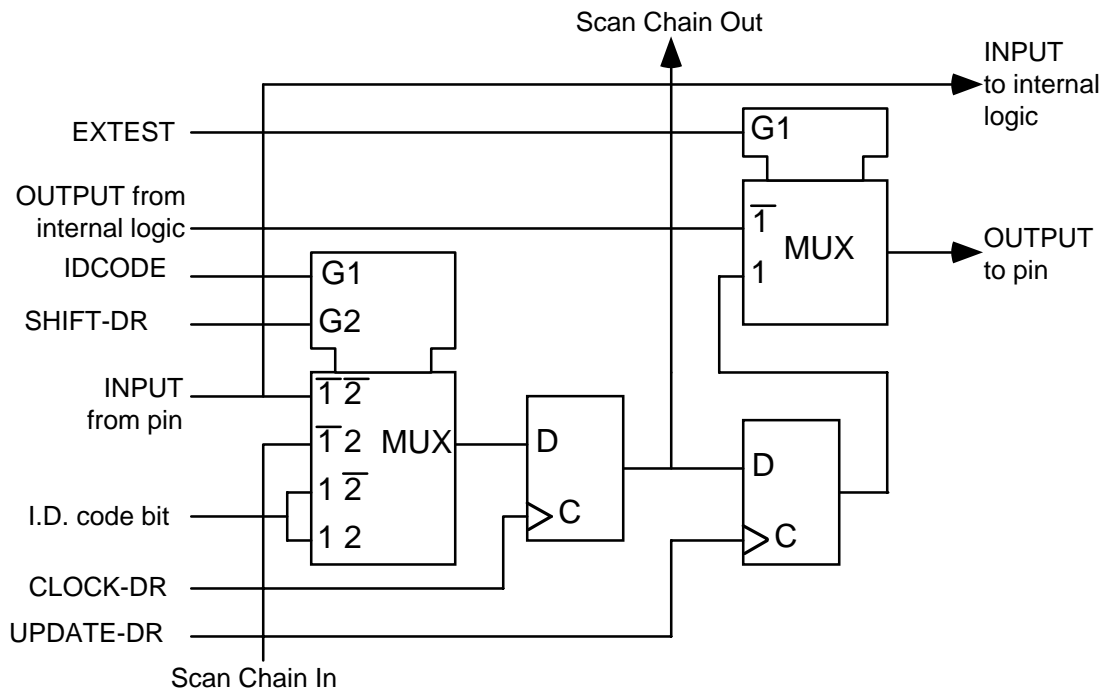 Scan Chain Out
INPUT
to internal
logic
EXTEST
G1
OUTPUT from
internal logic
1̅
MUX
OUTPUT
to pin
1
IDCODE
G1
SHIFT-DR
G2
INPUT
from pin
1̅ 2̅
1̅ 2
MUX
D
1 2̅
I.D. code bit
1 2
C
D
C
CLOCK-DR
UPDATE-DR
Scan Chain In